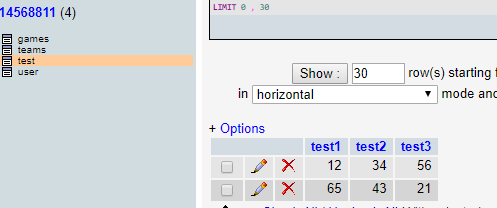 14568811 (4)
games
teams
test
user
LIMIT 0 , 30
Show : 30 row(s) starting f
in horizontal mode and
+ Options
test1 test2 test3
12 34 56
65 43 21